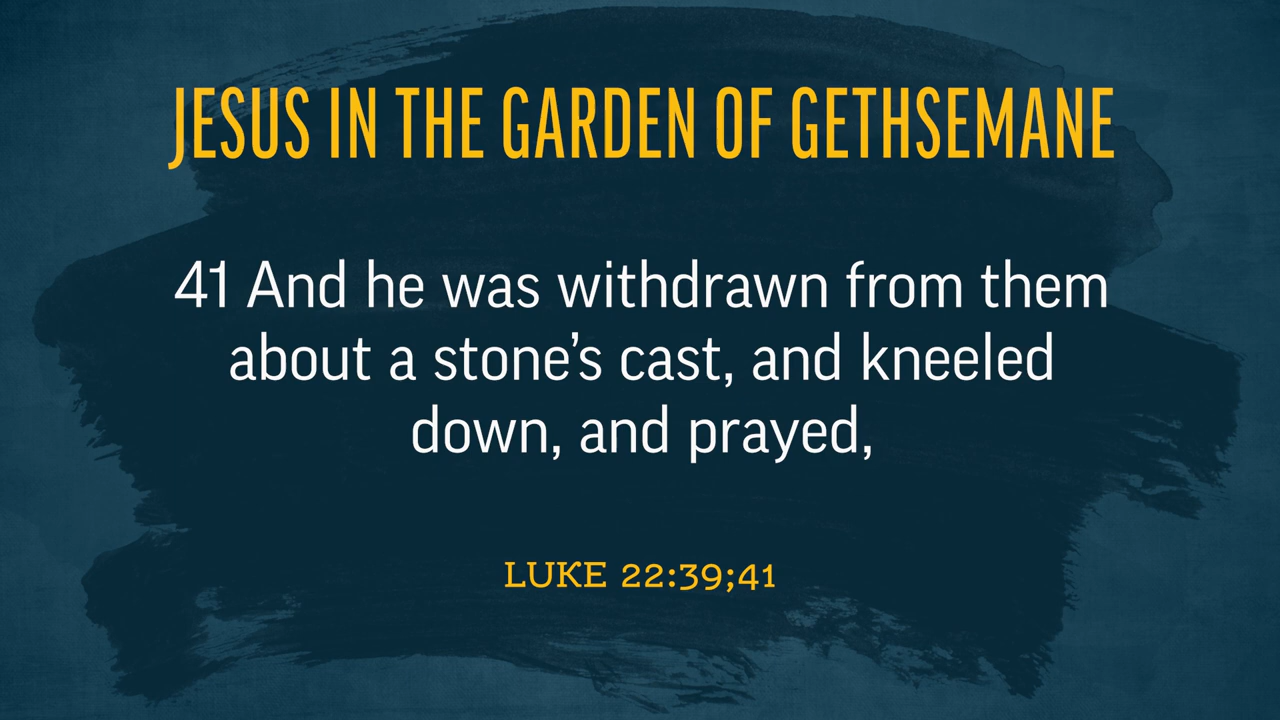 JESUS IN THE GARDEN OF GETHSEMANE
41 And he was withdrawn from them
about a stone’s cast, and kneeled
down, and prayed,
LUKE 22:39;41